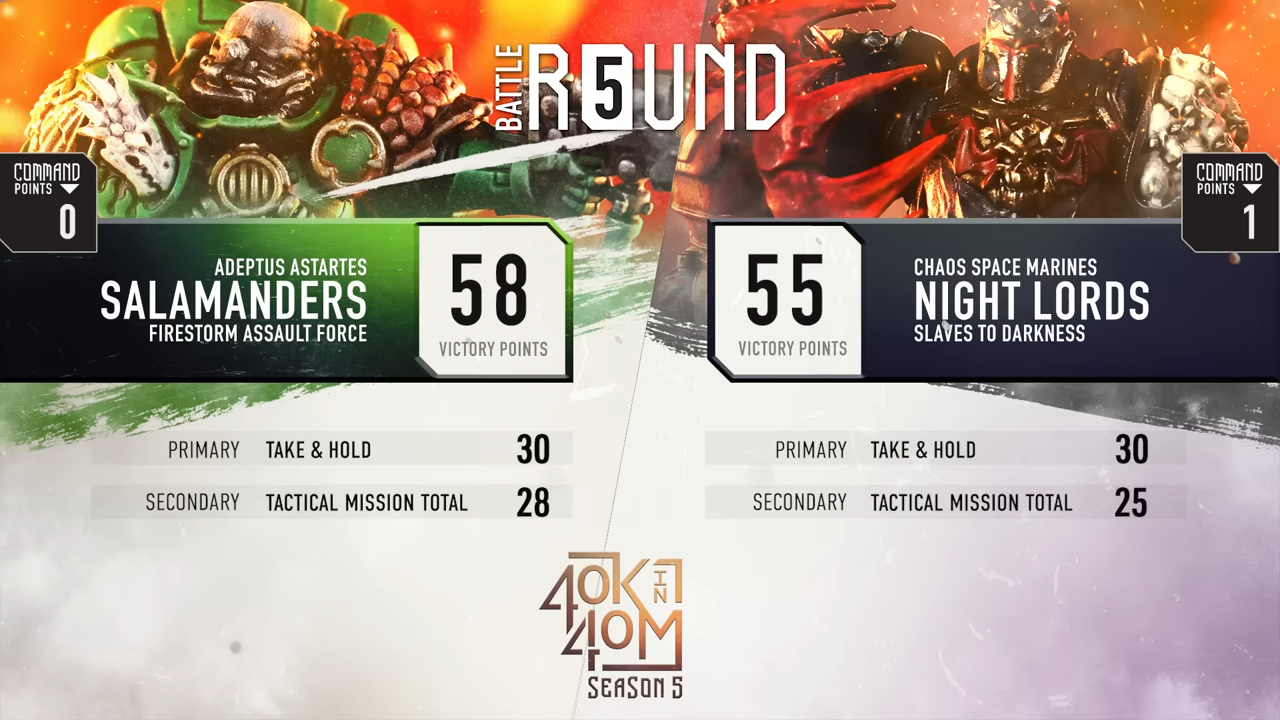 BATTLE
ROUND
5
COMMAND
POINTS
0
ADEPTUS ASTARTES
SALAMANDERS
FIRESTORM ASSAULT FORCE
58
VICTORY POINTS
COMMAND
POINTS
1
55
VICTORY POINTS
CHAOS SPACE MARINES
NIGHT LORDS
SLAVES TO DARKNESS
PRIMARY TAKE & HOLD 30
SECONDARY TACTICAL MISSION TOTAL 28
PRIMARY TAKE & HOLD 30
SECONDARY TACTICAL MISSION TOTAL 25
40K IN
40M
SEASON 5